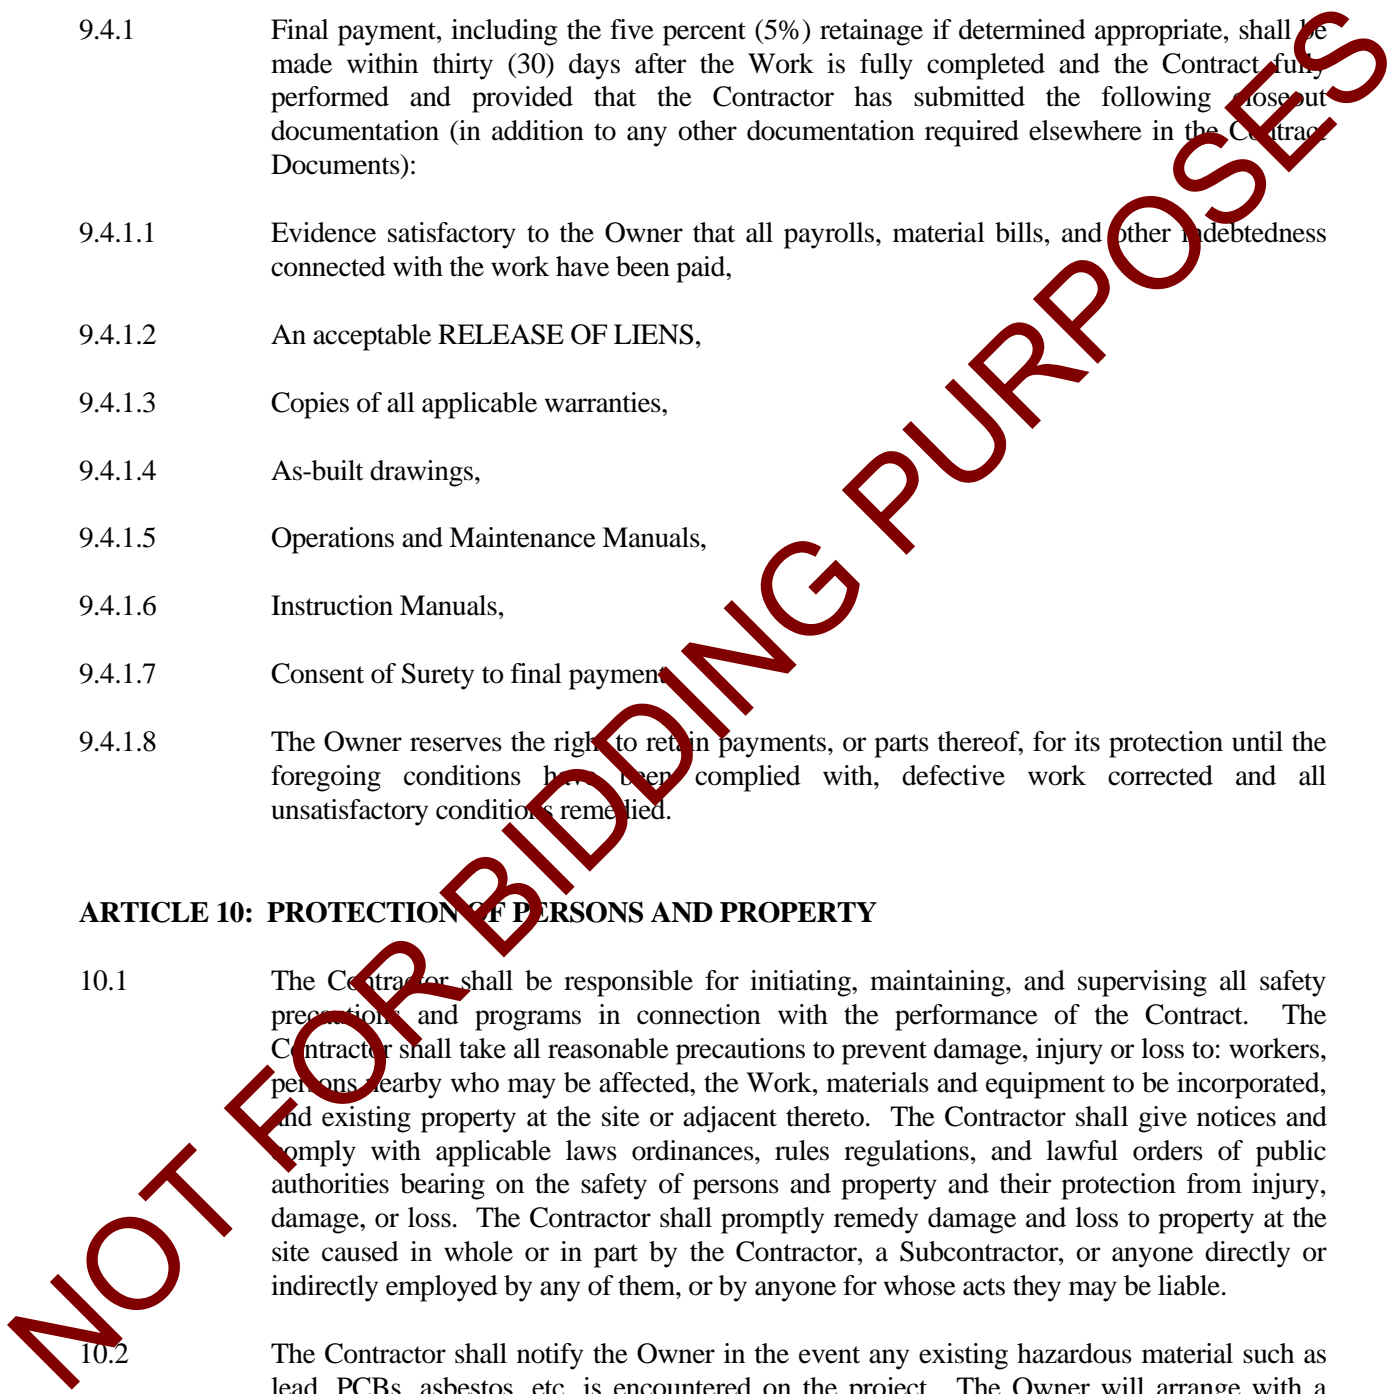 9.4.1 Final payment, including the five percent (5%) retainage if determined appropriate, shall be
made within thirty (30) days after the Work is fully completed and the Contract fully
performed and provided that the Contractor has submitted the following closeout
documentation (in addition to any other documentation required elsewhere in the Contract
Documents):
9.4.1.1 Evidence satisfactory to the Owner that all payrolls, material bills, and other indebtedness
connected with the work have been paid,
9.4.1.2 An acceptable RELEASE OF LIENS,
9.4.1.3 Copies of all applicable warranties,
9.4.1.4 As-built drawings,
9.4.1.5 Operations and Maintenance Manuals,
9.4.1.6 Instruction Manuals,
9.4.1.7 Consent of Surety to final payment
9.4.1.8 The Owner reserves the right to retain payments, or parts thereof, for its protection until the
foregoing conditions have been complied with, defective work corrected and all
unsatisfactory conditions remedied.
ARTICLE 10: PROTECTION OF PERSONS AND PROPERTY
10.1 The Contractor shall be responsible for initiating, maintaining, and supervising all safety
precautions and programs in connection with the performance of the Contract. The
Contractor shall take all reasonable precautions to prevent damage, injury or loss to: workers,
persons nearby who may be affected, the Work, materials and equipment to be incorporated,
and existing property at the site or adjacent thereto. The Contractor shall give notices and
comply with applicable laws ordinances, rules regulations, and lawful orders of public
authorities bearing on the safety of persons and property and their protection from injury,
damage, or loss. The Contractor shall promptly remedy damage and loss to property at the
site caused in whole or in part by the Contractor, a Subcontractor, or anyone directly or
indirectly employed by any of them, or by anyone for whose acts they may be liable.
10.2 The Contractor shall notify the Owner in the event any existing hazardous material such as
lead, PCBs, asbestos, etc. is encountered on the project. The Owner will arrange with a
NOT FOR BIDDING PURPOSES